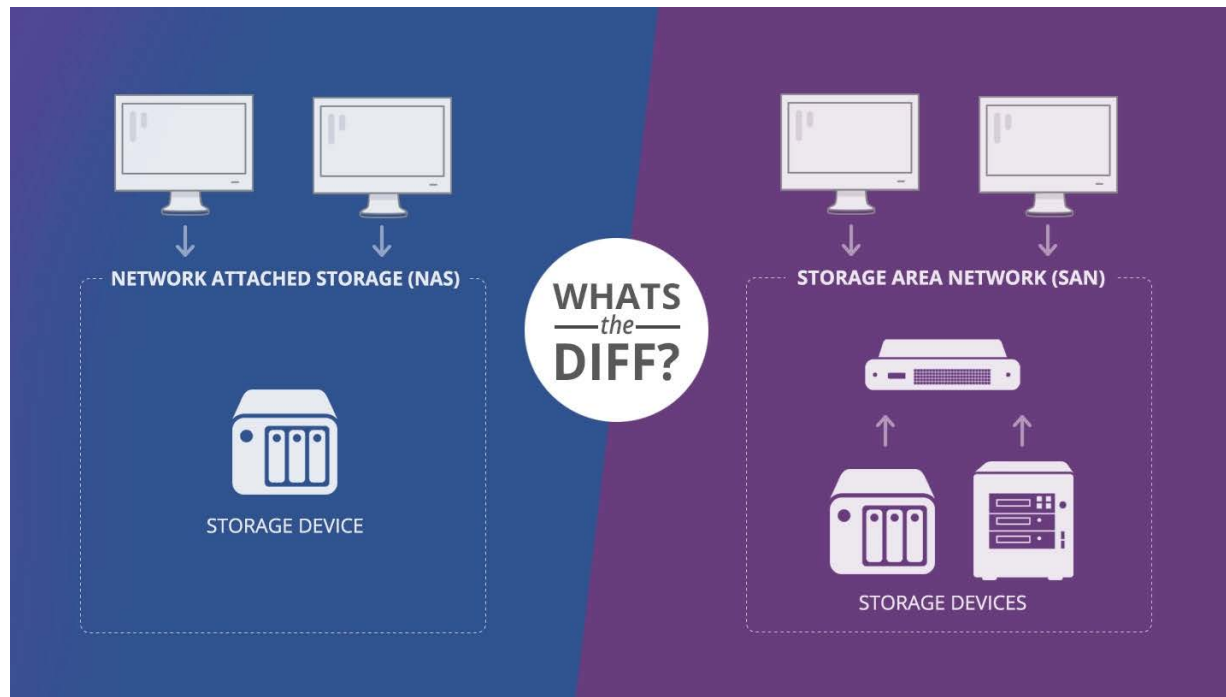 NETWORK ATTACHED STORAGE (NAS)
STORAGE DEVICE
WHATS
the
DIFF?
STORAGE AREA NETWORK (SAN)
STORAGE DEVICES